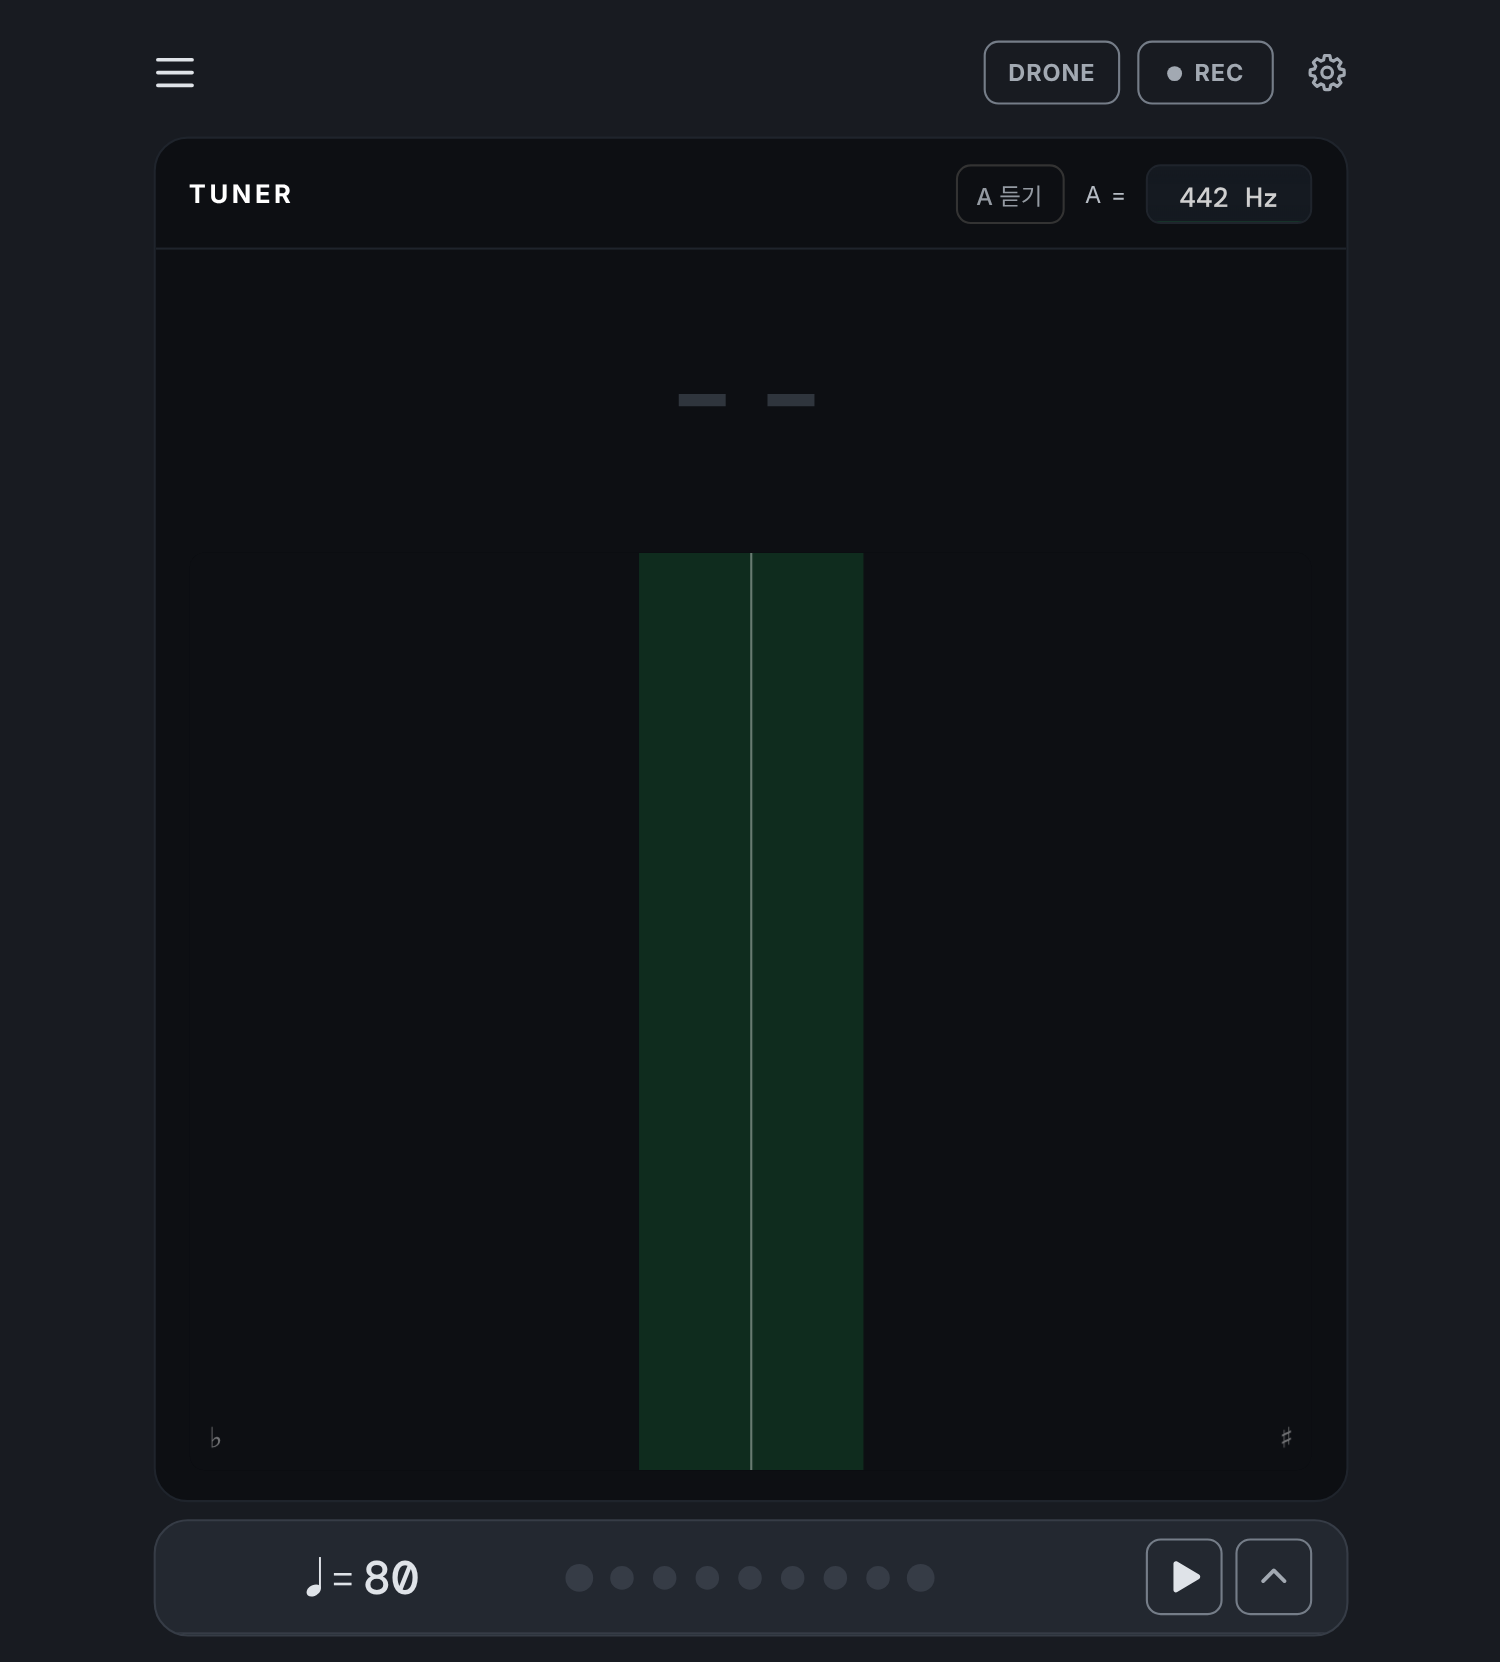 DRONE ● REC
TUNER A 듣기 A = 442 Hz
– –
♭ ♯
♩ = 80